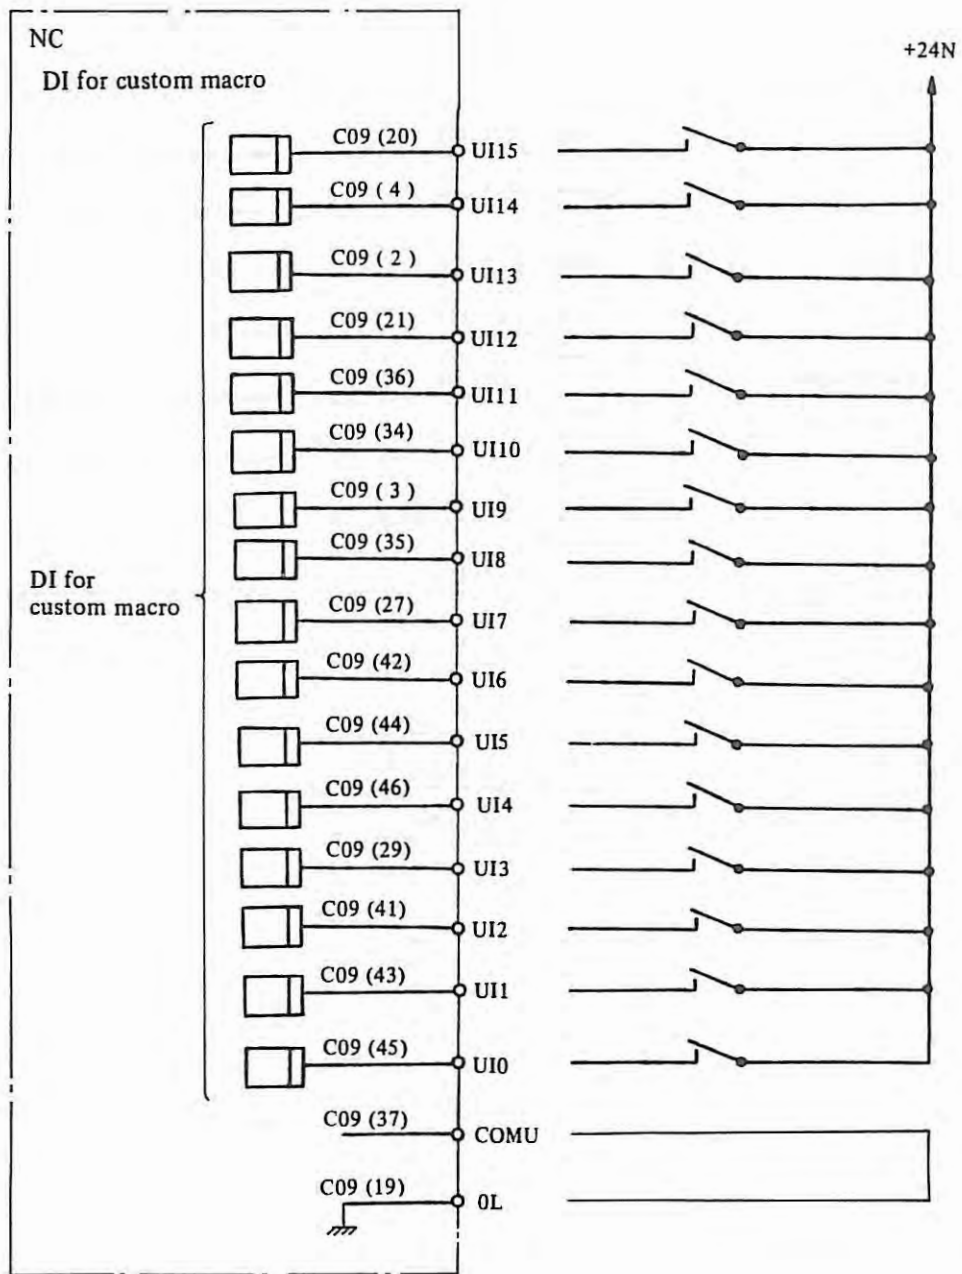 NC
DI for custom macro
+24N
C09 (20) UI15
C09 ( 4 ) UI14
C09 ( 2 ) UI13
C09 (21) UI12
C09 (36) UI11
C09 (34) UI10
C09 ( 3 ) UI9
C09 (35) UI8
DI for
custom macro
C09 (27) UI7
C09 (42) UI6
C09 (44) UI5
C09 (46) UI4
C09 (29) UI3
C09 (41) UI2
C09 (43) UI1
C09 (45) UI0
C09 (37) COMU
C09 (19) 0L